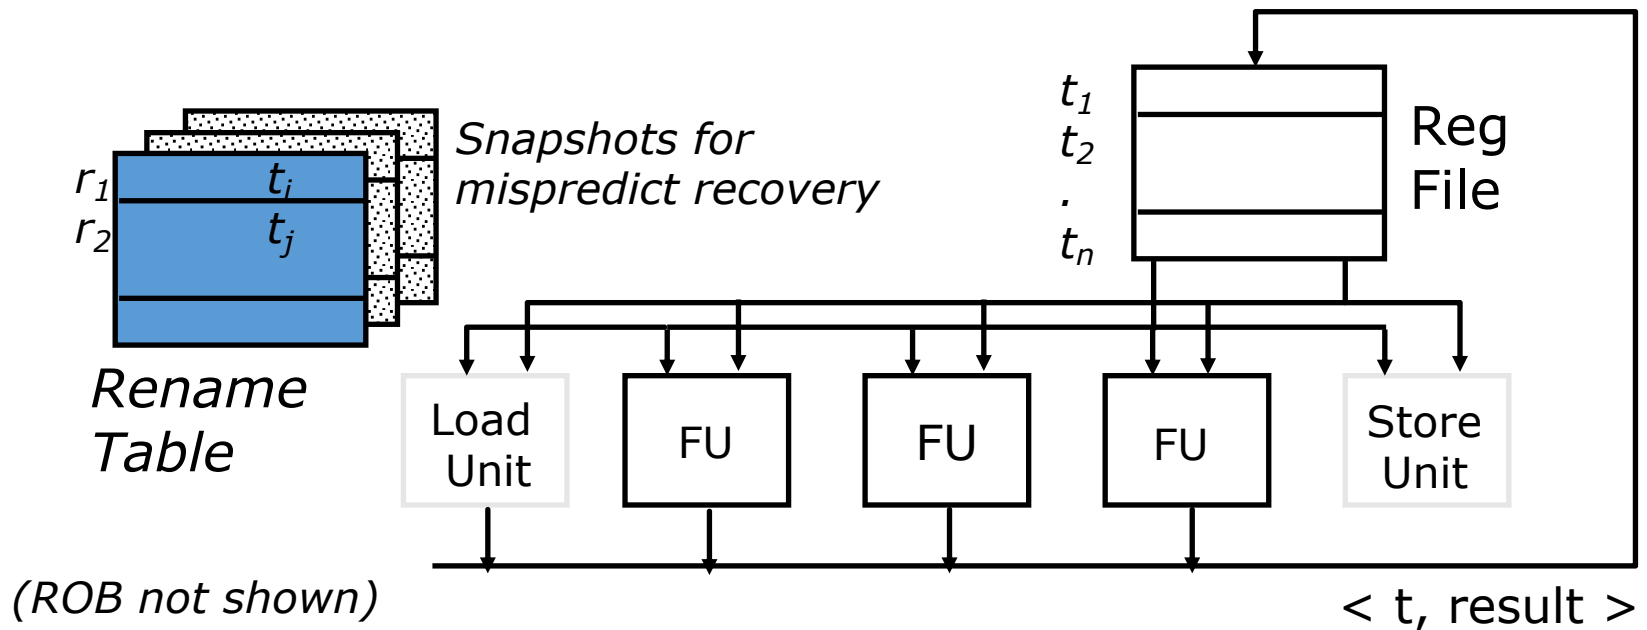 t1
Snapshots for
mispredict recovery
Reg
File
t2
.
tn
r1 ti
r2 tj
Rename
Table
Load
Unit
FU
FU
FU
Store
Unit
(ROB not shown)
< t, result >